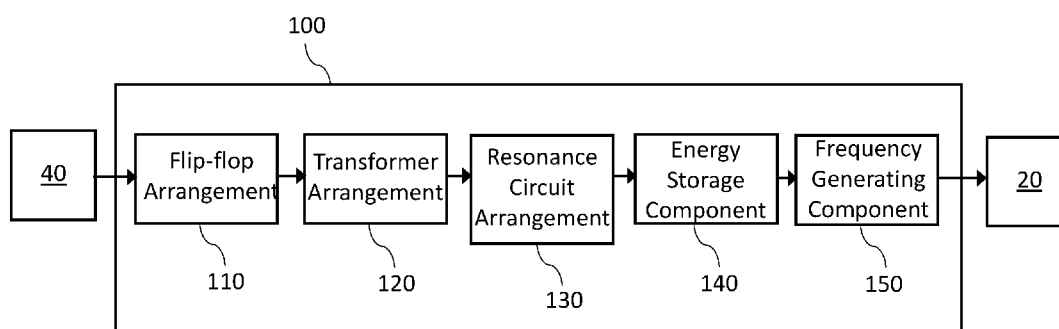 100
40
Flip-flop
Arrangement
Transformer
Arrangement
Resonance
Circuit
Arrangement
Energy
Storage
Component
Frequency
Generating
Component
20
110
120
130
140
150